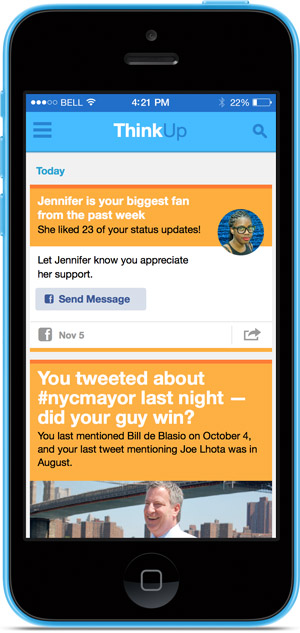 BELL 4:21 PM 22%
ThinkUp
Today
Jennifer is your biggest fan
from the past week
She liked 23 of your status updates!
Let Jennifer know you appreciate
her support.
Send Message
Nov 5
You tweeted about
#nycmayor last night —
did your guy win?
You last mentioned Bill de Blasio on October 4,
and your last tweet mentioning Joe Lhota was in
August.